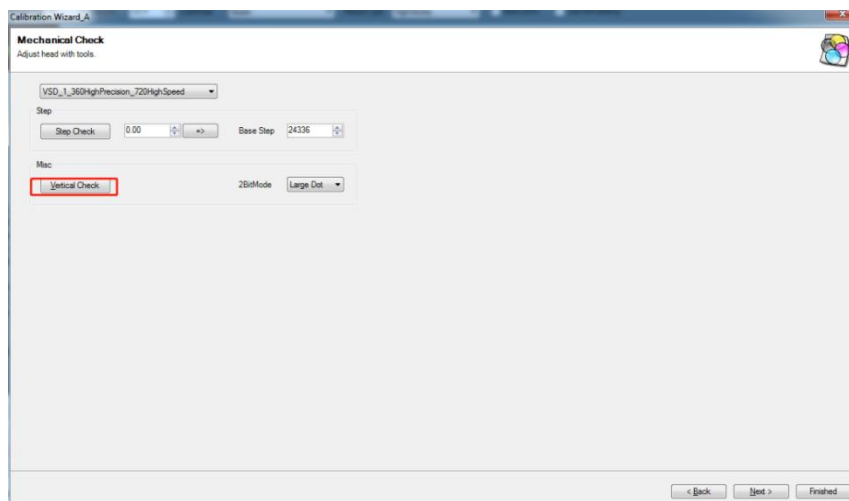 Calibration Wizard_A
Mechanical Check
Adjust head with tools.
VSD_1_360HighPrecision_720HighSpeed
Step
Step Check 0.00 => Base Step 24336
Misc
Vertical Check 2BitMode Large Dot
< Back Next > Finished